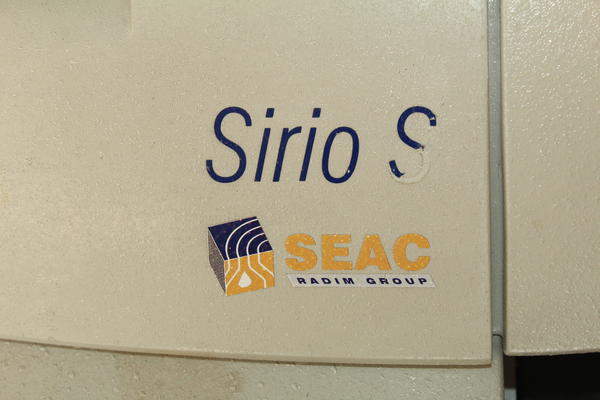 Sirio S
SEAC
RADIM GROUP